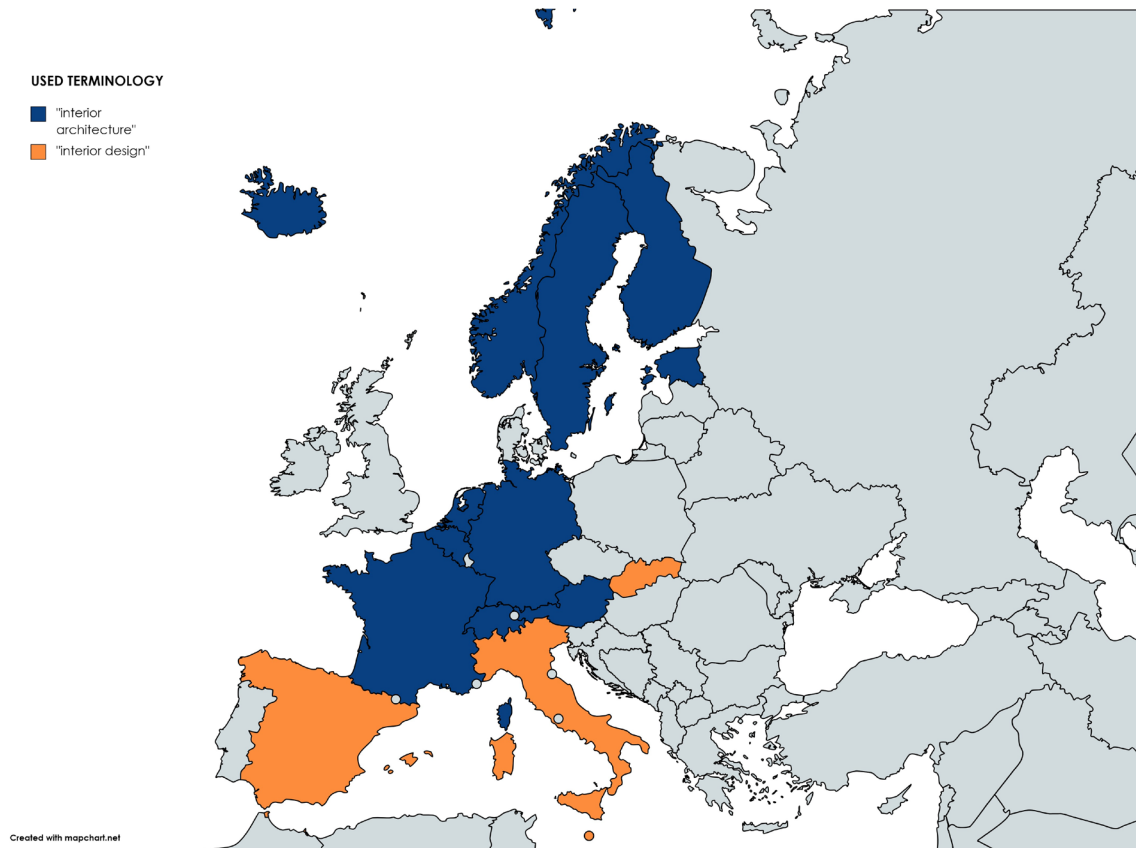 USED TERMINOLOGY
"interior
architecture"
"interior design"
Created with mapchart.net